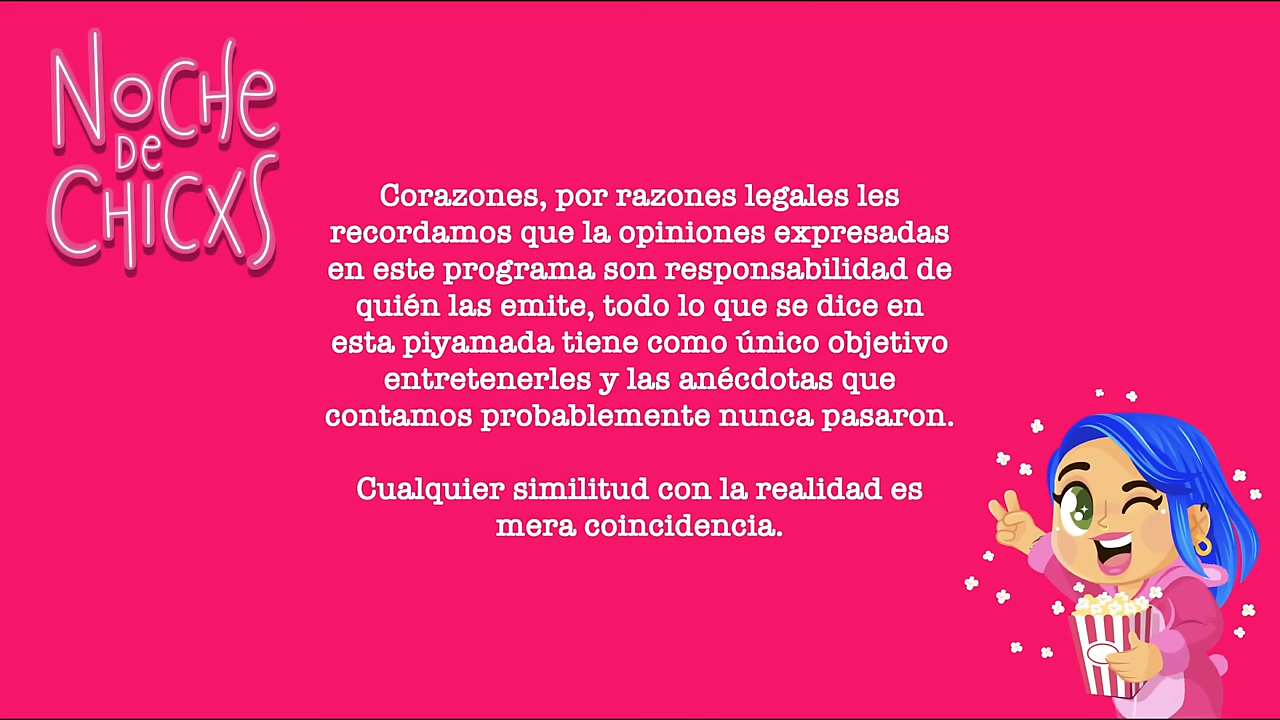 NOCHE
DE
CHICXS
Corazones, por razones legales les
recordamos que la opiniones expresadas
en este programa son responsabilidad de
quién las emite, todo lo que se dice en
esta piyamada tiene como único objetivo
entretenerles y las anécdotas que
contamos probablemente nunca pasaron.
Cualquier similitud con la realidad es
mera coincidencia.